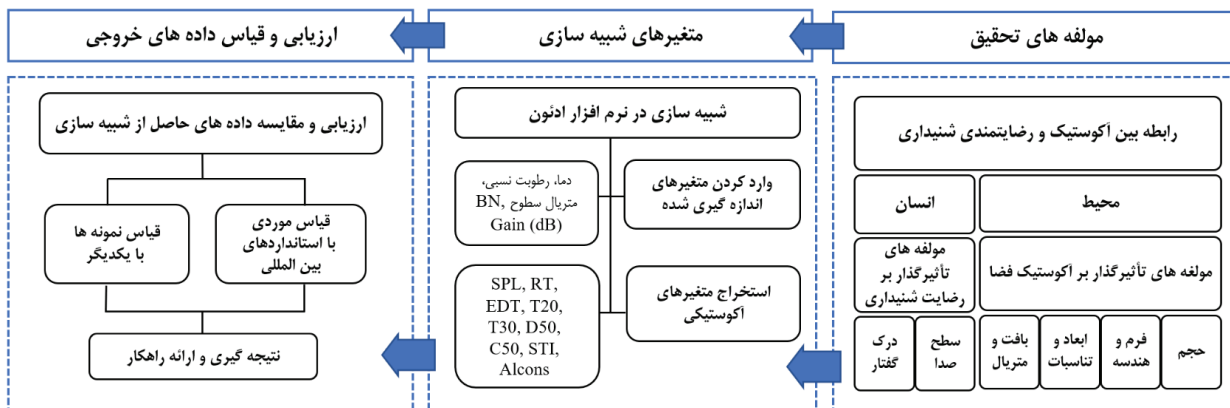 مولفه های تحقیق
متغیرهای شبیه سازی
ارزیابی و قیاس داده های خروجی
رابطه بین آکوستیک و رضایتمندی شنیداری
محیط
انسان
مولغه های تأثیرگذار بر آکوستیک فضا
مولفه های
تأثیرگذار بر
رضایت شنیداری
حجم
فرم و
هندسه
ابعاد و
تناسبات
بافت و
متریال
سطح
صدا
درک
گفتار
شبیه سازی در نرم افزار ادئون
وارد کردن متغیرهای
اندازه گیری شده
دما، رطوبت نسبی،
متریال سطوح ,BN
Gain (dB)
استخراج متغیرهای
آکوستیکی
SPL, RT,
EDT, T20,
T30, D50,
C50, STI,
Alcons
ارزیابی و مقایسه داده های حاصل از شبیه سازی
قیاس موردی
با استانداردهای
بین المللی
قیاس نمونه ها
با یکدیگر
نتیجه گیری و ارائه راهکار